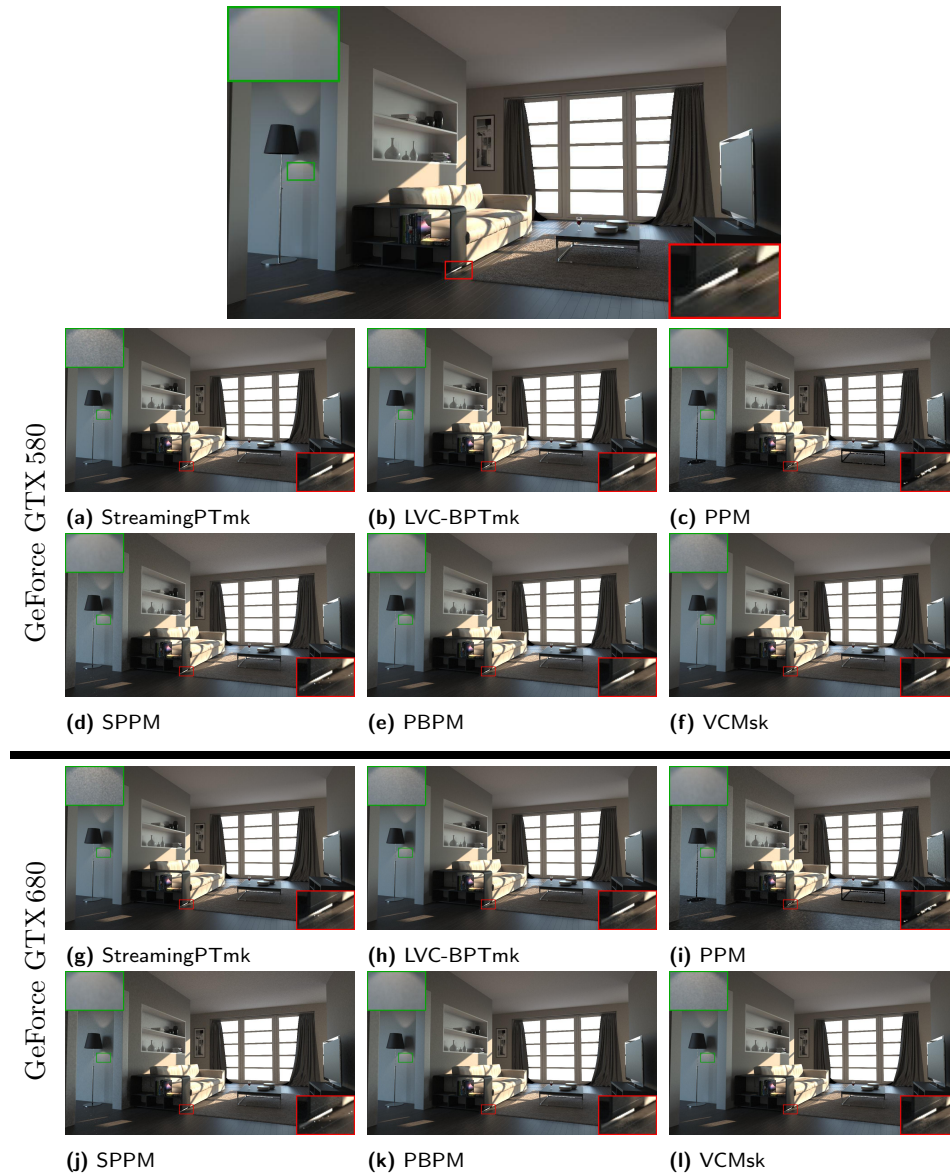 GeForce GTX 580
(a) StreamingPTmk
(b) LVC-BPTmk
(c) PPM
(d) SPPM
(e) PBPM
(f) VCMsk
GeForce GTX 680
(g) StreamingPTmk
(h) LVC-BPTmk
(i) PPM
(j) SPPM
(k) PBPM
(l) VCMsk